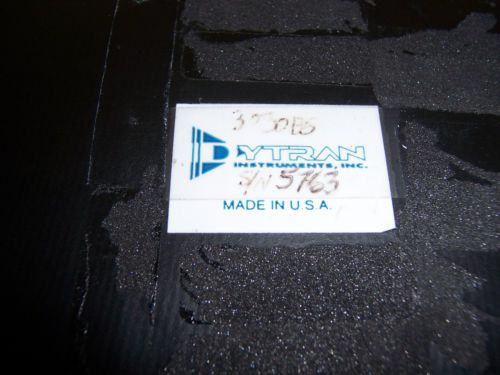 DYTRAN
INSTRUMENTS, INC.
S/N 5763
MADE IN U.S.A.